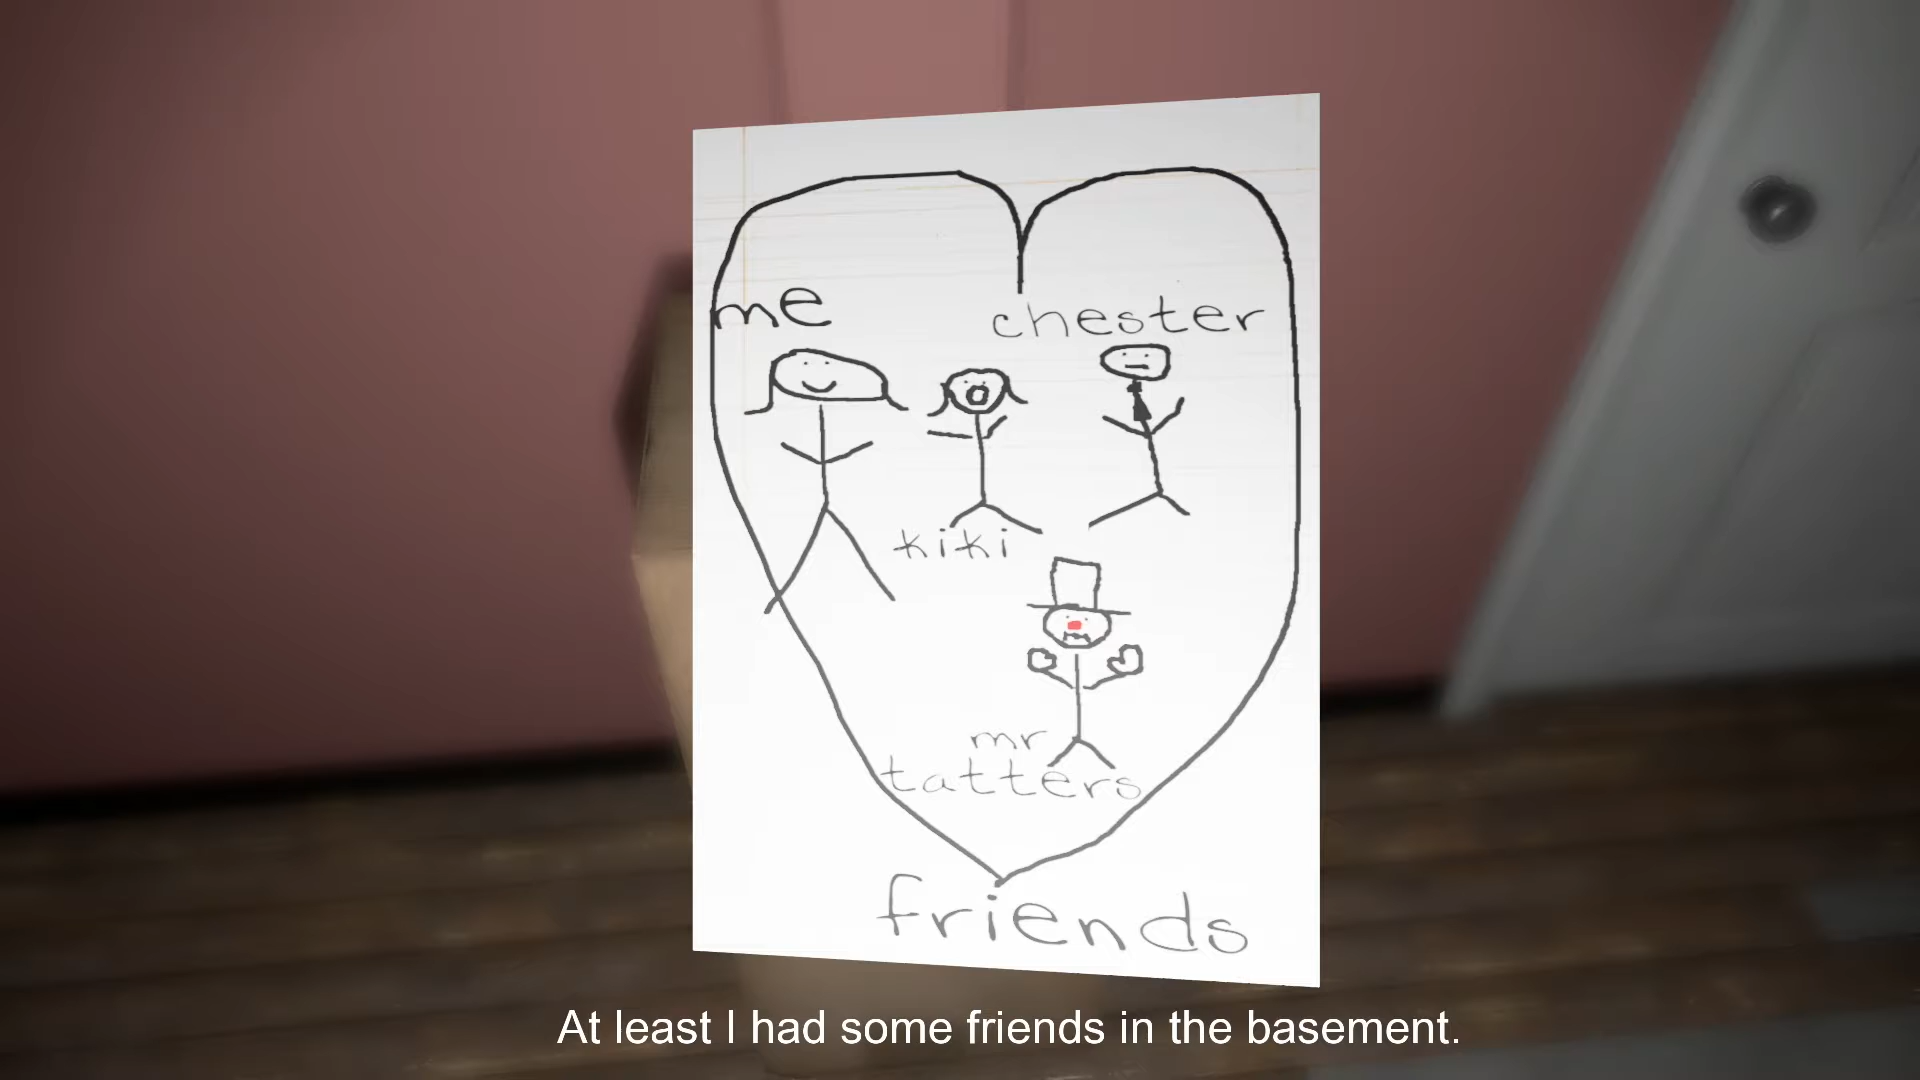 me
chester
kiki
mr
tatters
friends
At least I had some friends in the basement.